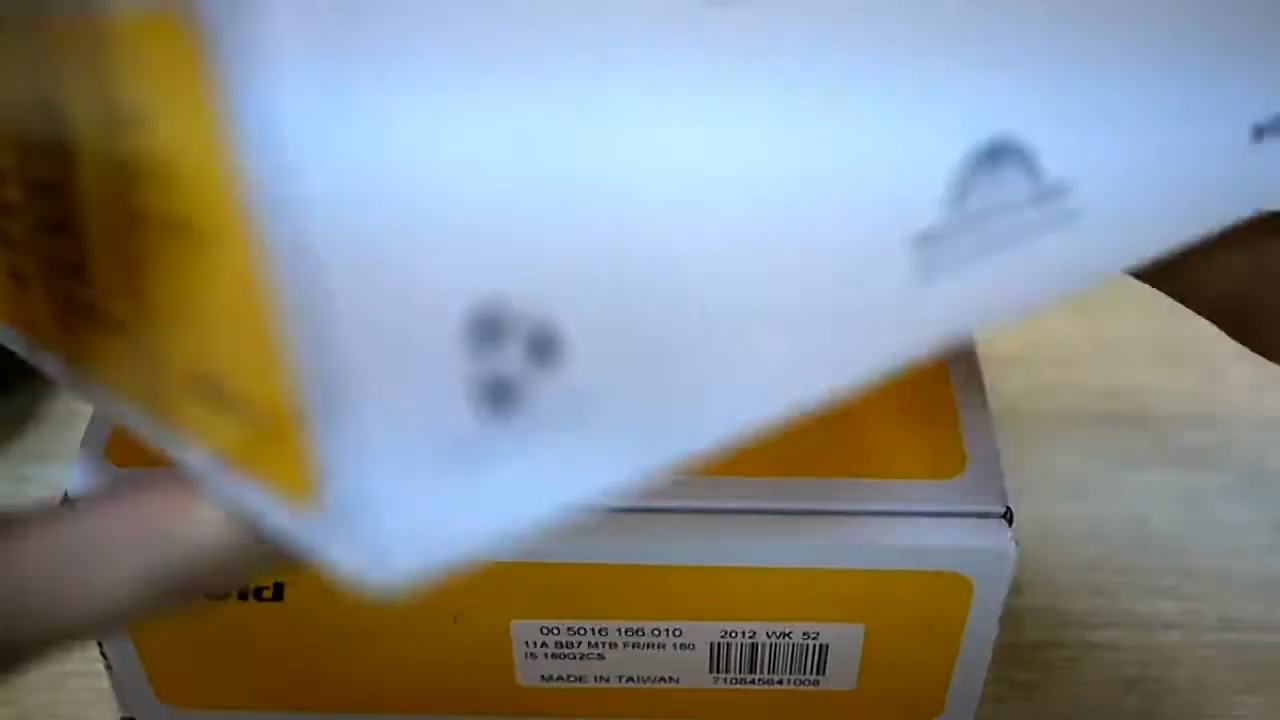 00 5016 166 010
2012 WK 52
11A BB7 MTB FR/RR 160
IS 160G2CS
MADE IN TAIWAN
710845641008